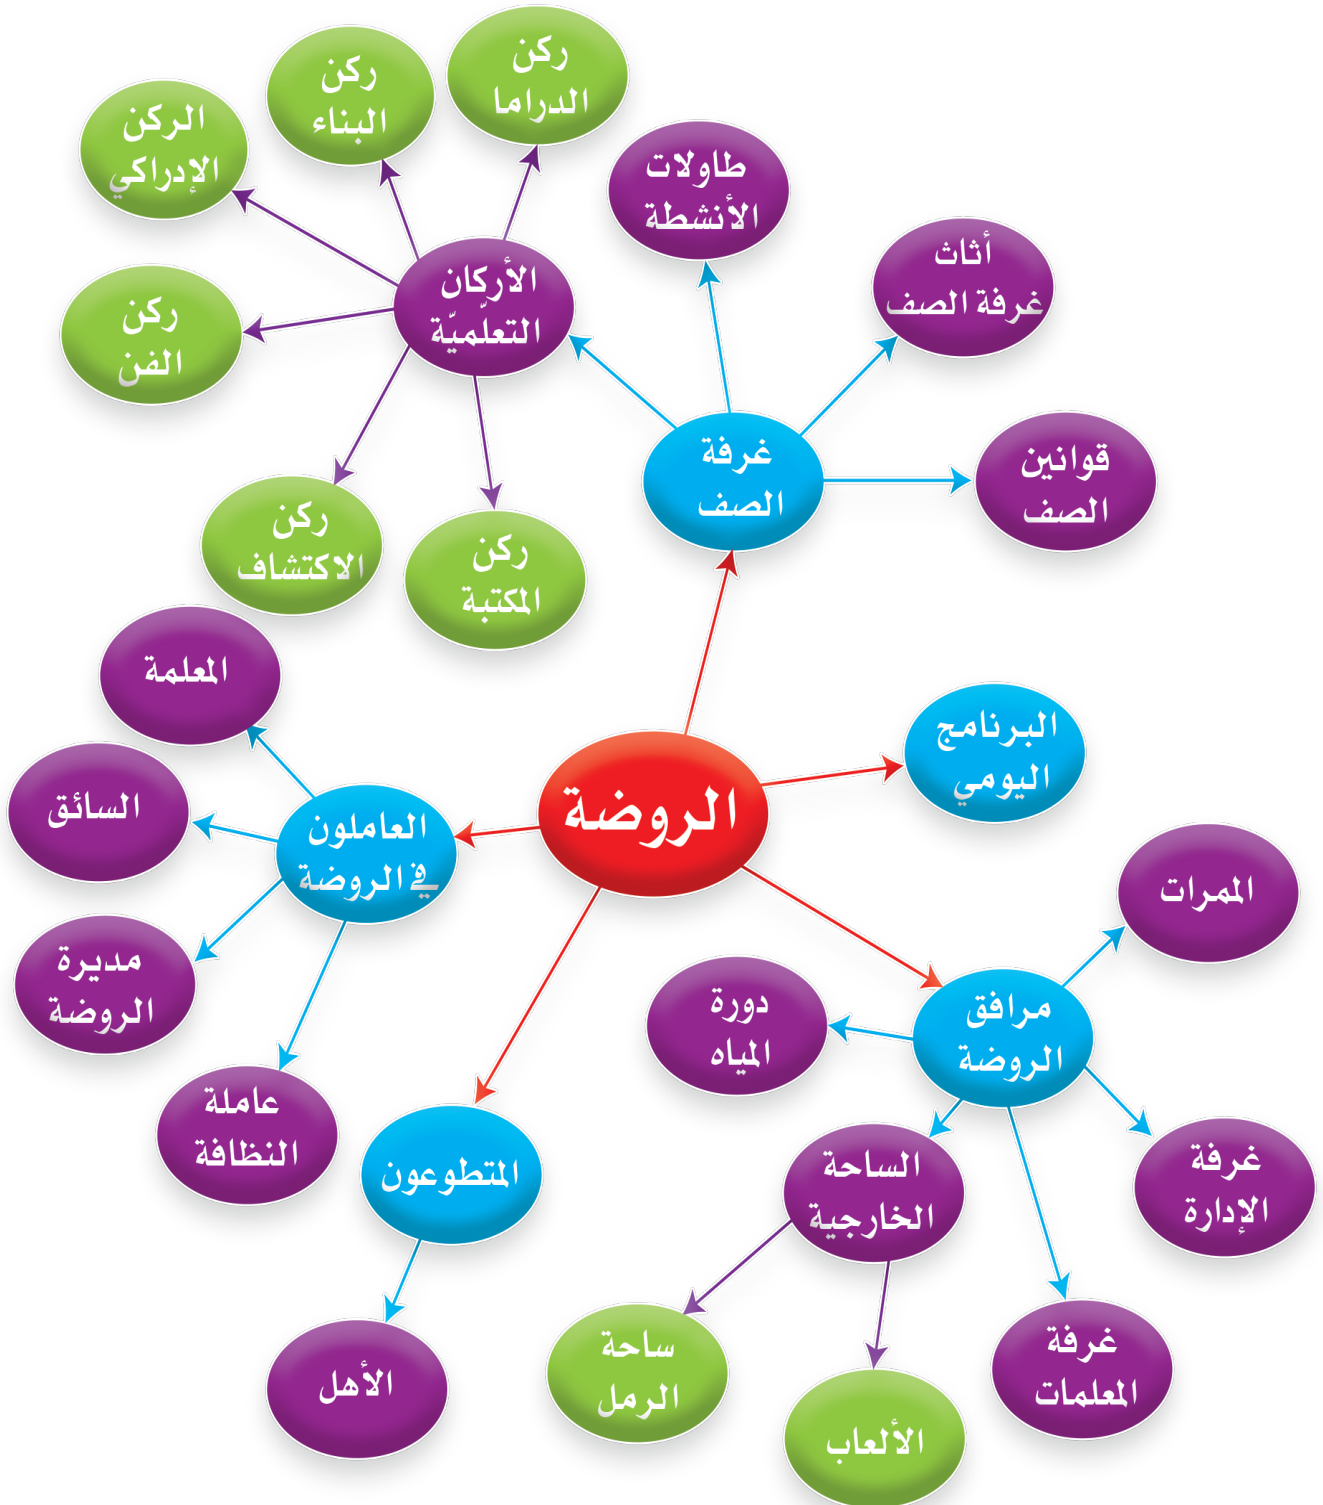 ركن
الدراما
ركن
البناء
الركن
الإدراكي
ركن
الفن
ركن
الاكتشاف
ركن
المكتبة
الأركان
التعلّميّة
طاولات
الأنشطة
أثاث
غرفة الصف
قوانين
الصف
غرفة
الصف
الروضة
البرنامج
اليومي
المعلمة
السائق
مديرة
الروضة
عاملة
النظافة
العاملون
في الروضة
المتطوعون
الأهل
مرافق
الروضة
الممرات
دورة
المياه
الساحة
الخارجية
غرفة
الإدارة
غرفة
المعلمات
ساحة
الرمل
الألعاب